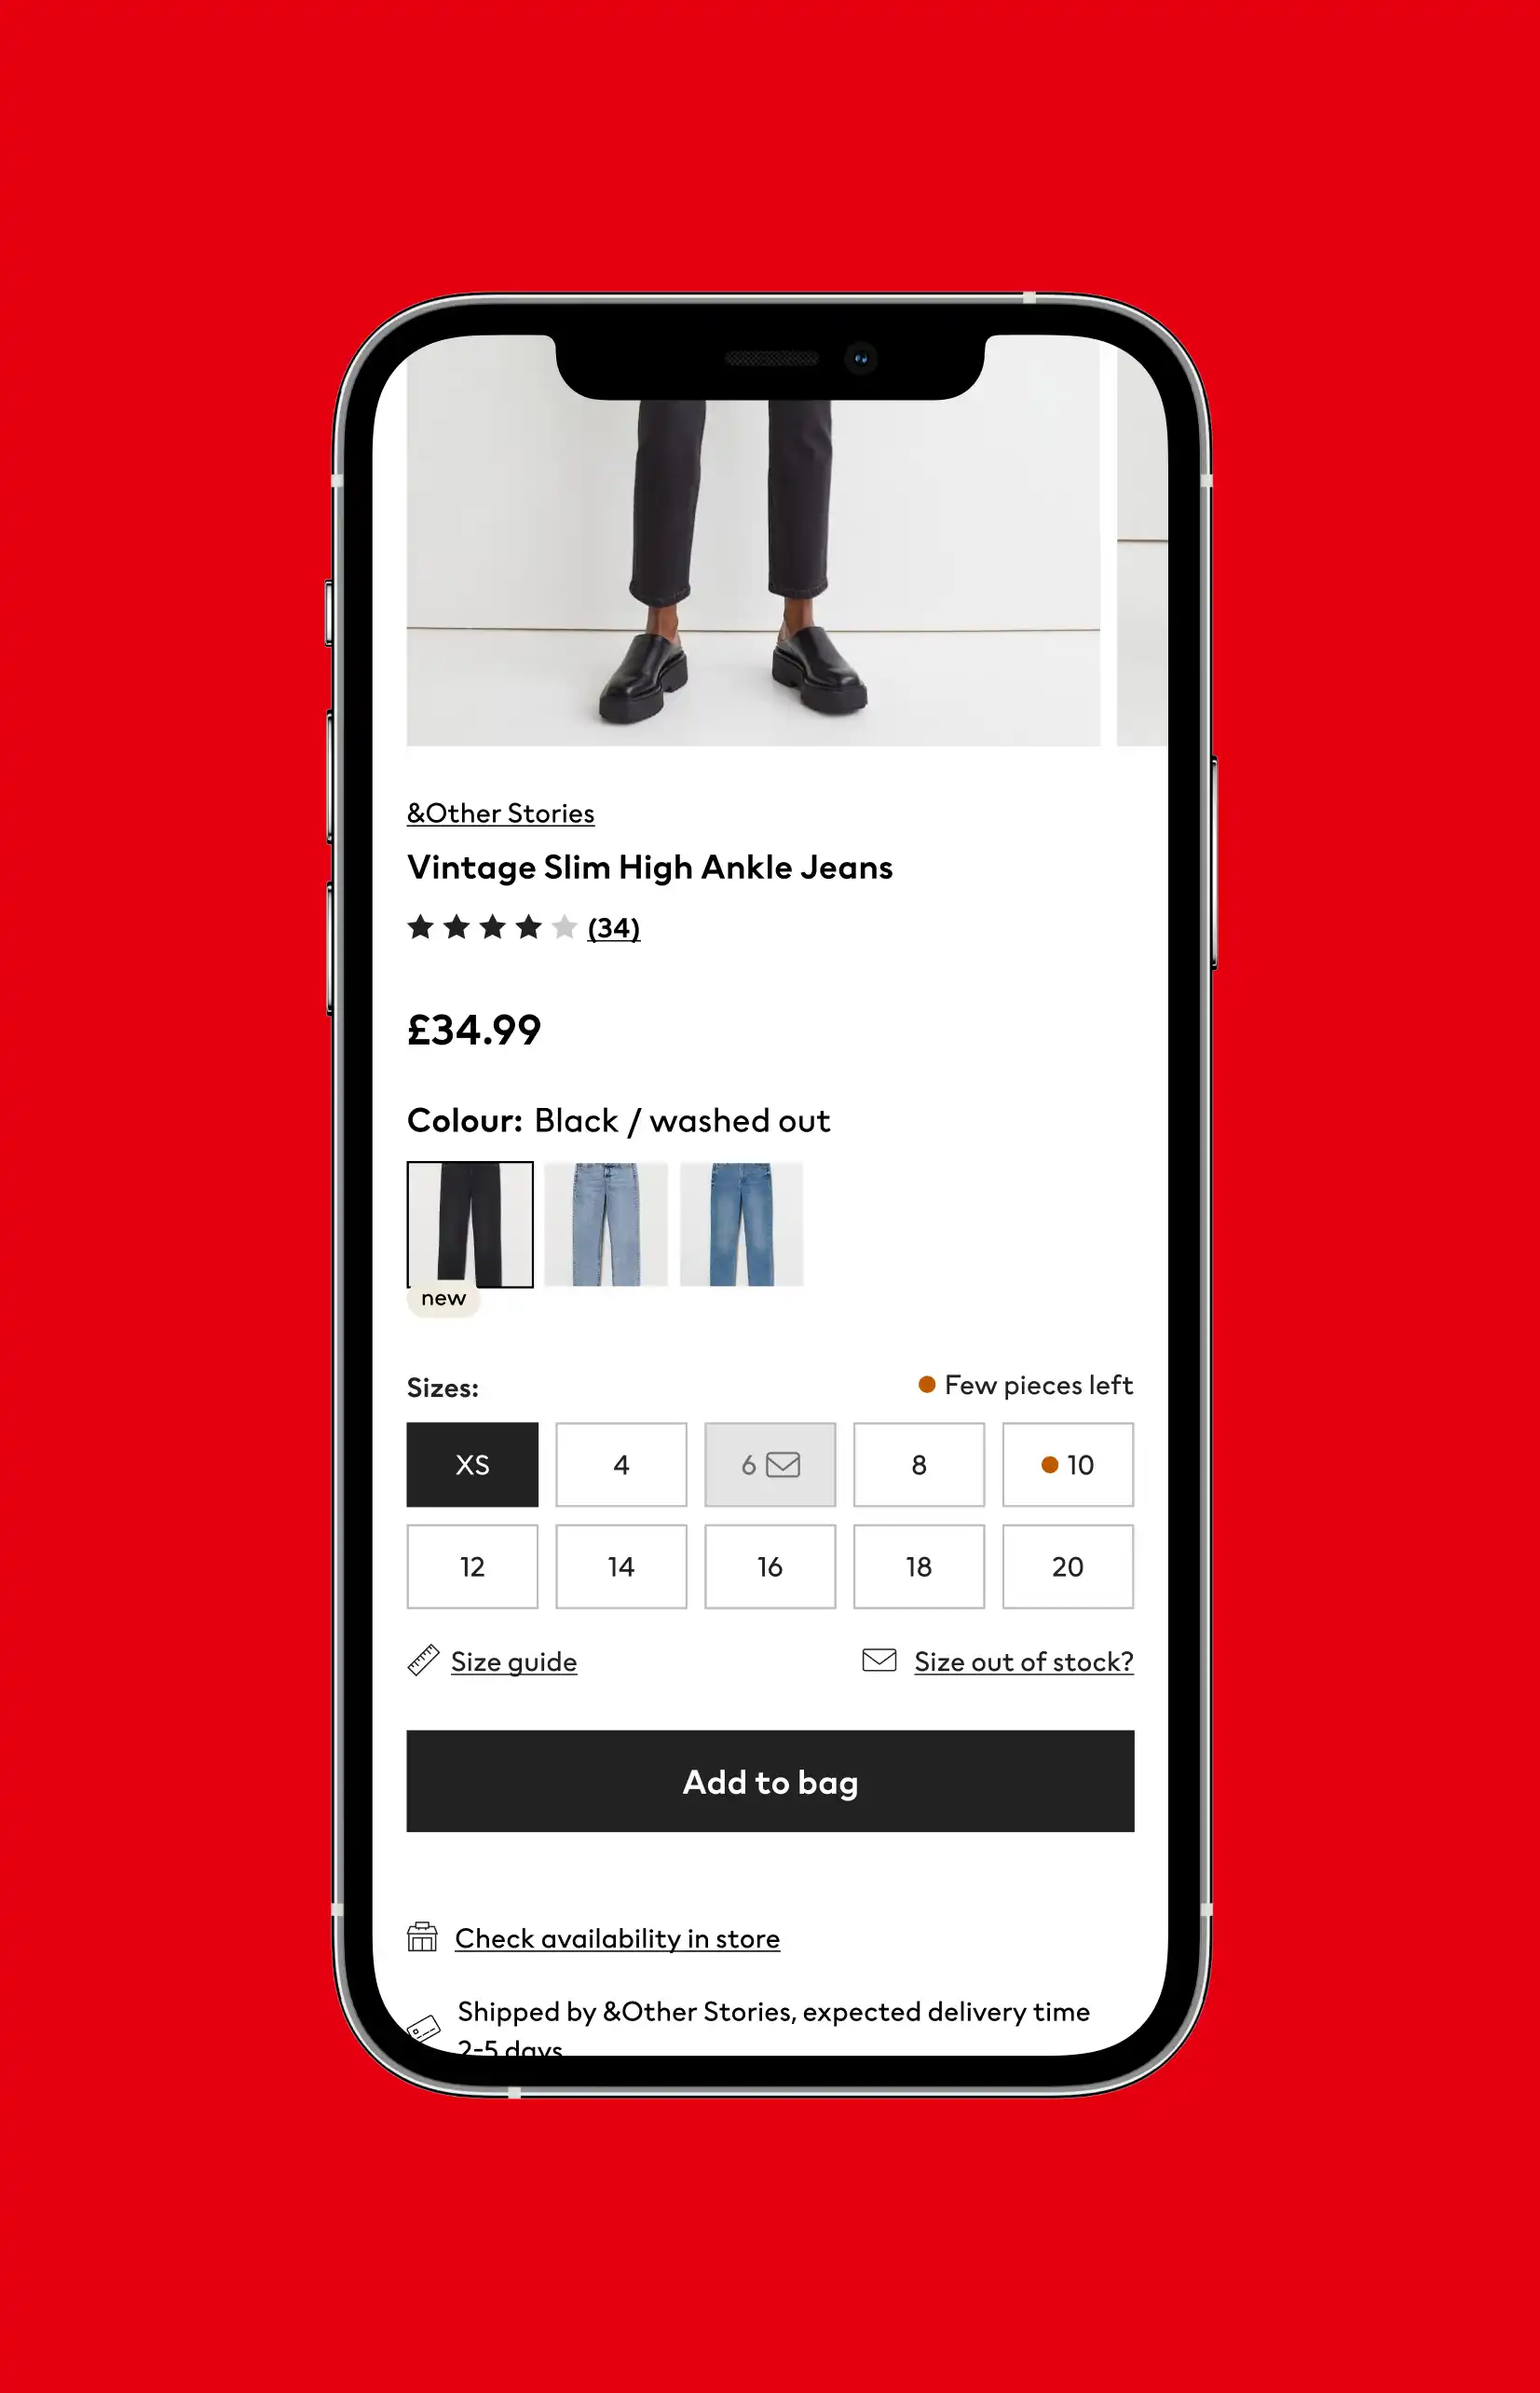 &Other Stories
Vintage Slim High Ankle Jeans
(34)
£34.99
Colour: Black / washed out
new
Sizes:
Few pieces left
XS 4 6 8 10
12 14 16 18 20
Size guide
Size out of stock?
Add to bag
Check availability in store
Shipped by &Other Stories, expected delivery time
2-5 days